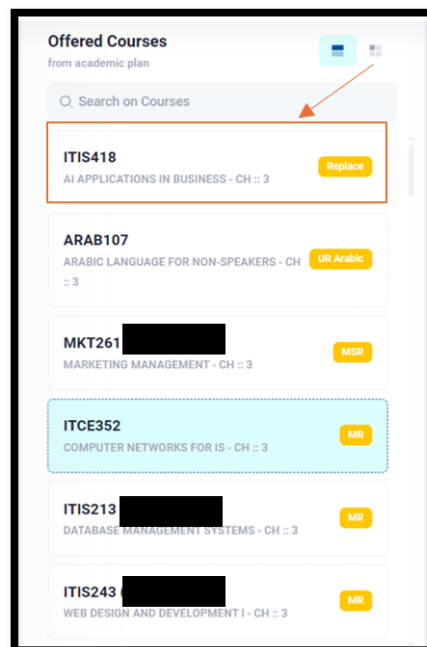 Offered Courses
from academic plan
Search on Courses
ITIS418
AI APPLICATIONS IN BUSINESS - CH :: 3
Replace
ARAB107
ARABIC LANGUAGE FOR NON-SPEAKERS - CH
:: 3
UR Arabic
MKT261
MARKETING MANAGEMENT - CH :: 3
MSR
ITCE352
COMPUTER NETWORKS FOR IS - CH :: 3
MR
ITIS213
DATABASE MANAGEMENT SYSTEMS - CH :: 3
MR
ITIS243 (
WEB DESIGN AND DEVELOPMENT I - CH :: 3
MR